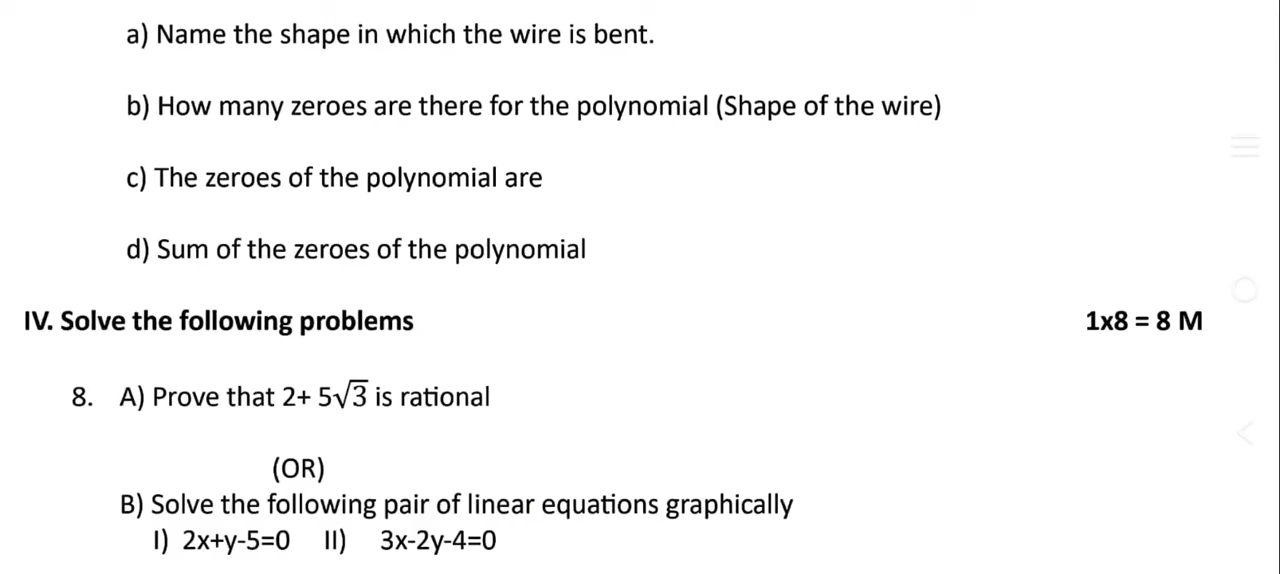 a) Name the shape in which the wire is bent.
b) How many zeroes are there for the polynomial (Shape of the wire)
c) The zeroes of the polynomial are
d) Sum of the zeroes of the polynomial
IV. Solve the following problems 1x8 = 8 M
8. A) Prove that 2+ 5√3 is rational
(OR)
B) Solve the following pair of linear equations graphically
I) 2x+y-5=0 II) 3x-2y-4=0